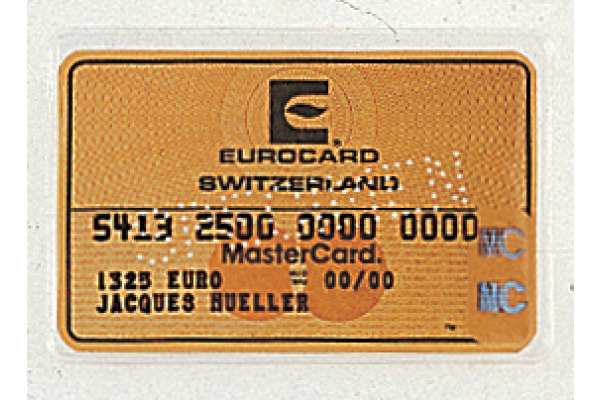 E
EUROCARD
SWITZERLAND
5413 2500 0000 0000
MC
MasterCard.
1325 EURO 00/00
MC
JACQUES HUELLER